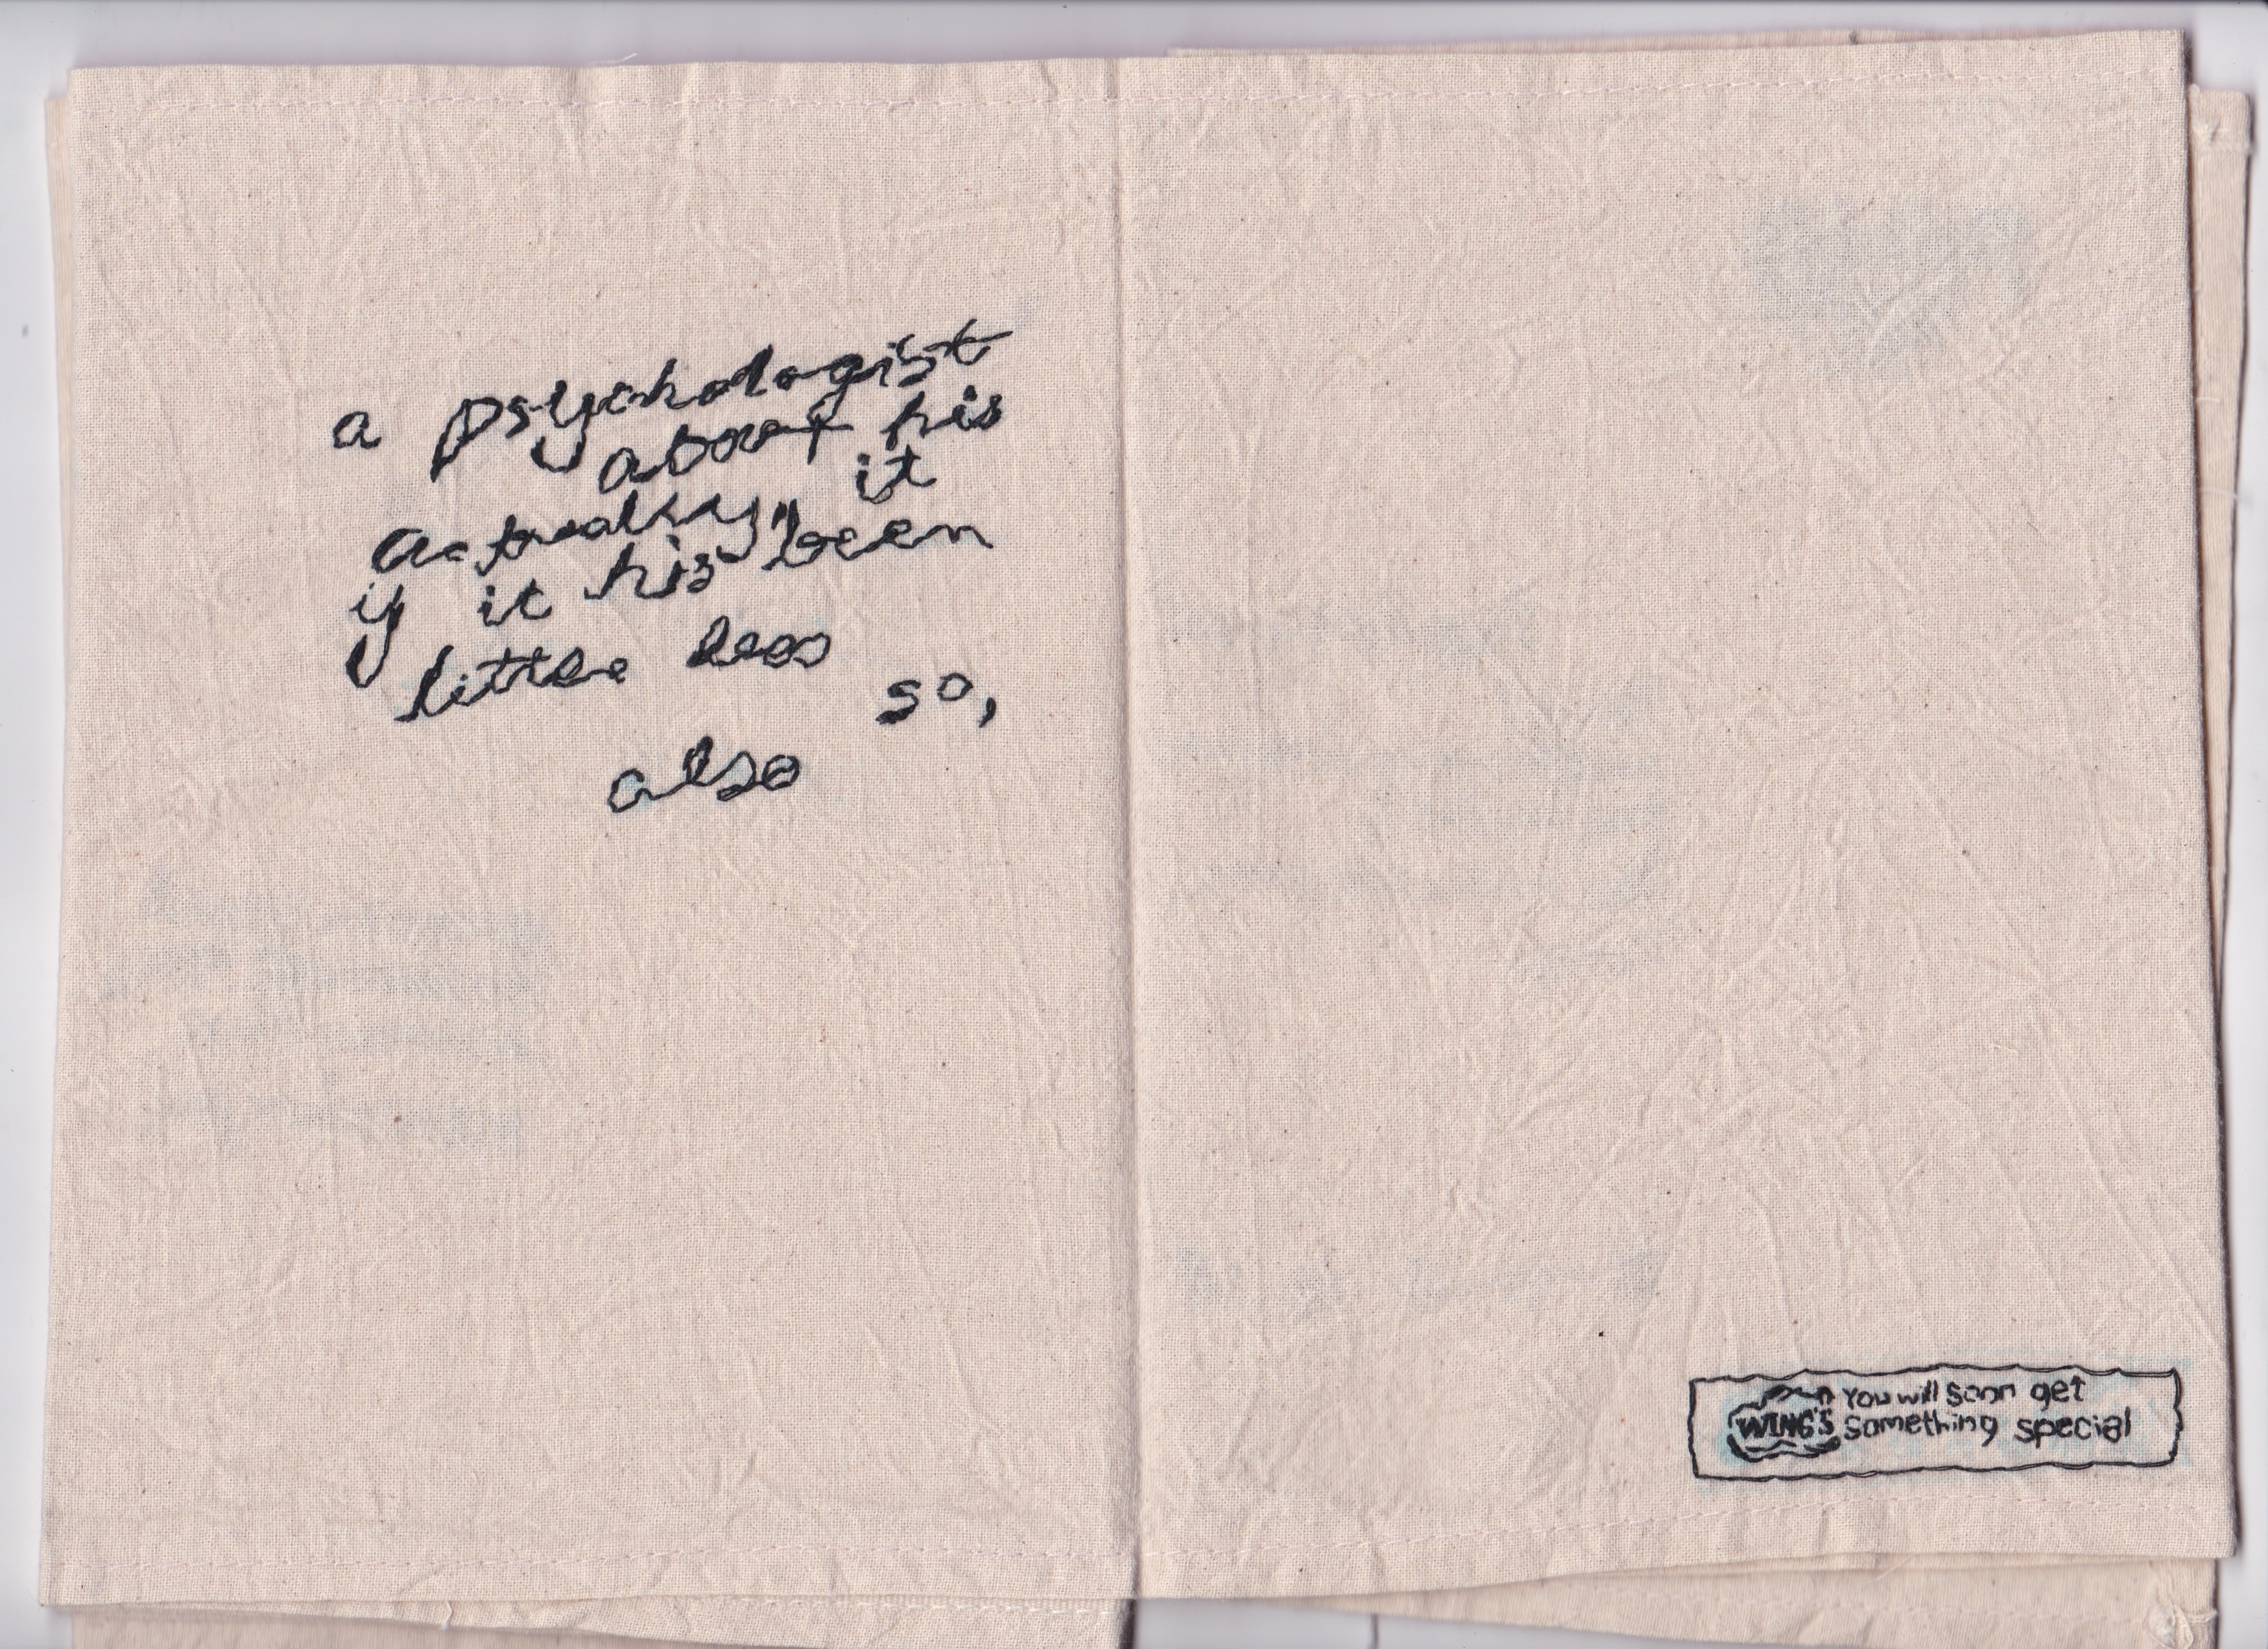 a psychologist
about his
actually, it
if it his been
little less
so,
also
You will soon get
WING'S something special